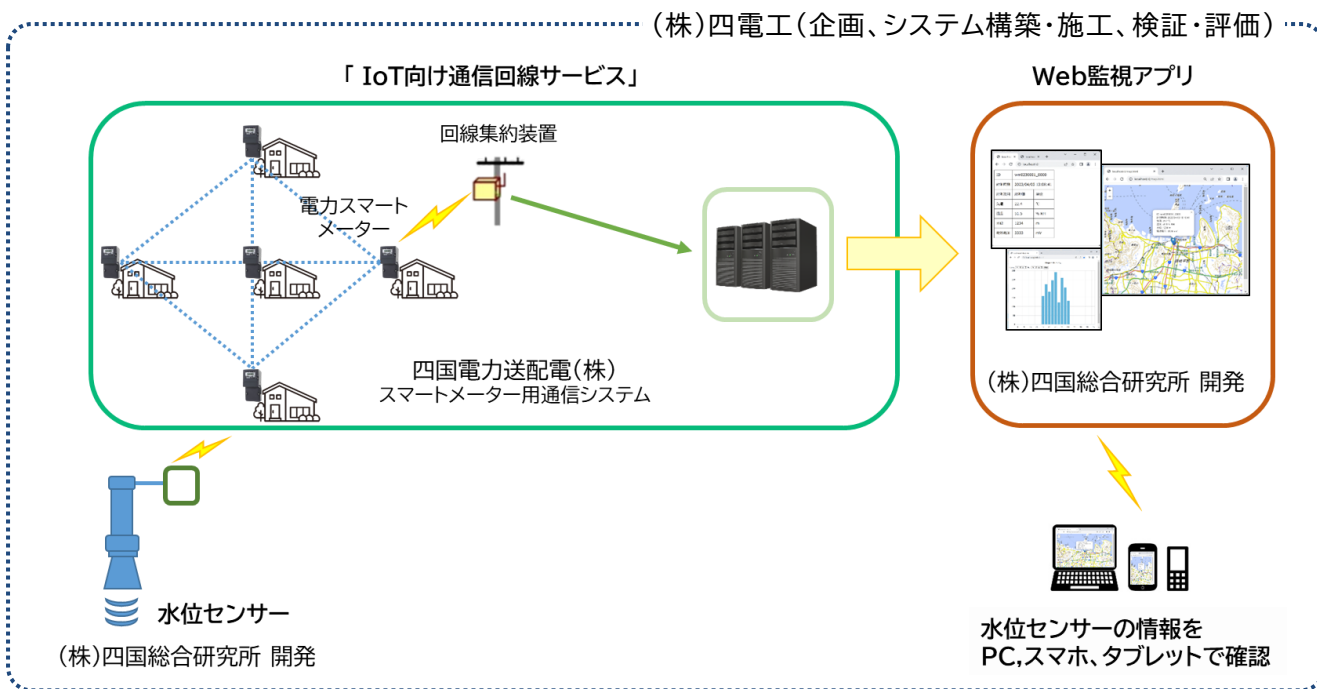 (株)四電工(企画、システム構築・施工、検証・評価)
「 IoT向け通信回線サービス」
Web監視アプリ
回線集約装置
電力スマート
メーター
四国電力送配電(株)
スマートメーター用通信システム
(株)四国総合研究所 開発
水位センサー
(株)四国総合研究所 開発
水位センサーの情報を
PC,スマホ、タブレットで確認